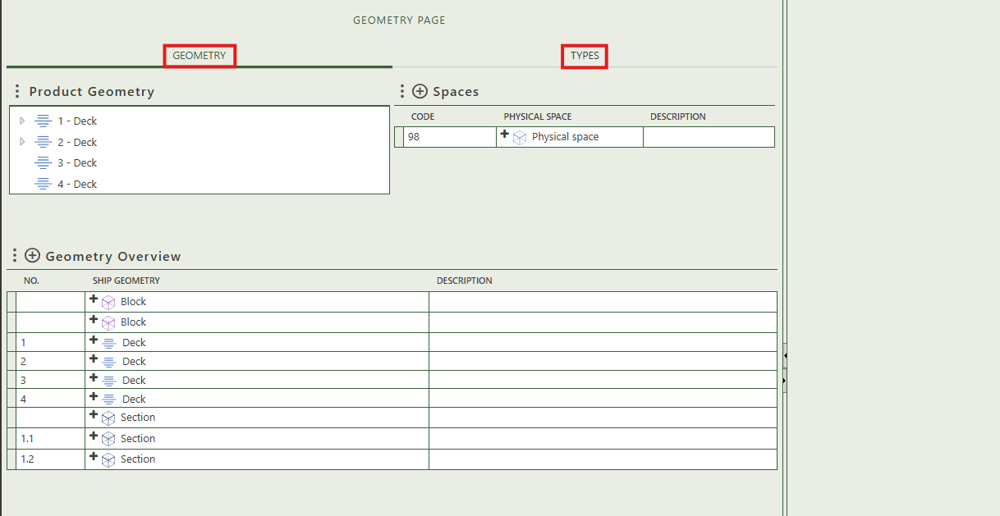 GEOMETRY PAGE
GEOMETRY TYPES
Product Geometry
1 - Deck
2 - Deck
3 - Deck
4 - Deck
Spaces
CODE PHYSICAL SPACE DESCRIPTION
98 Physical space
Geometry Overview
NO. SHIP GEOMETRY DESCRIPTION
Block
Block
1 Deck
2 Deck
3 Deck
4 Deck
Section
1.1 Section
1.2 Section